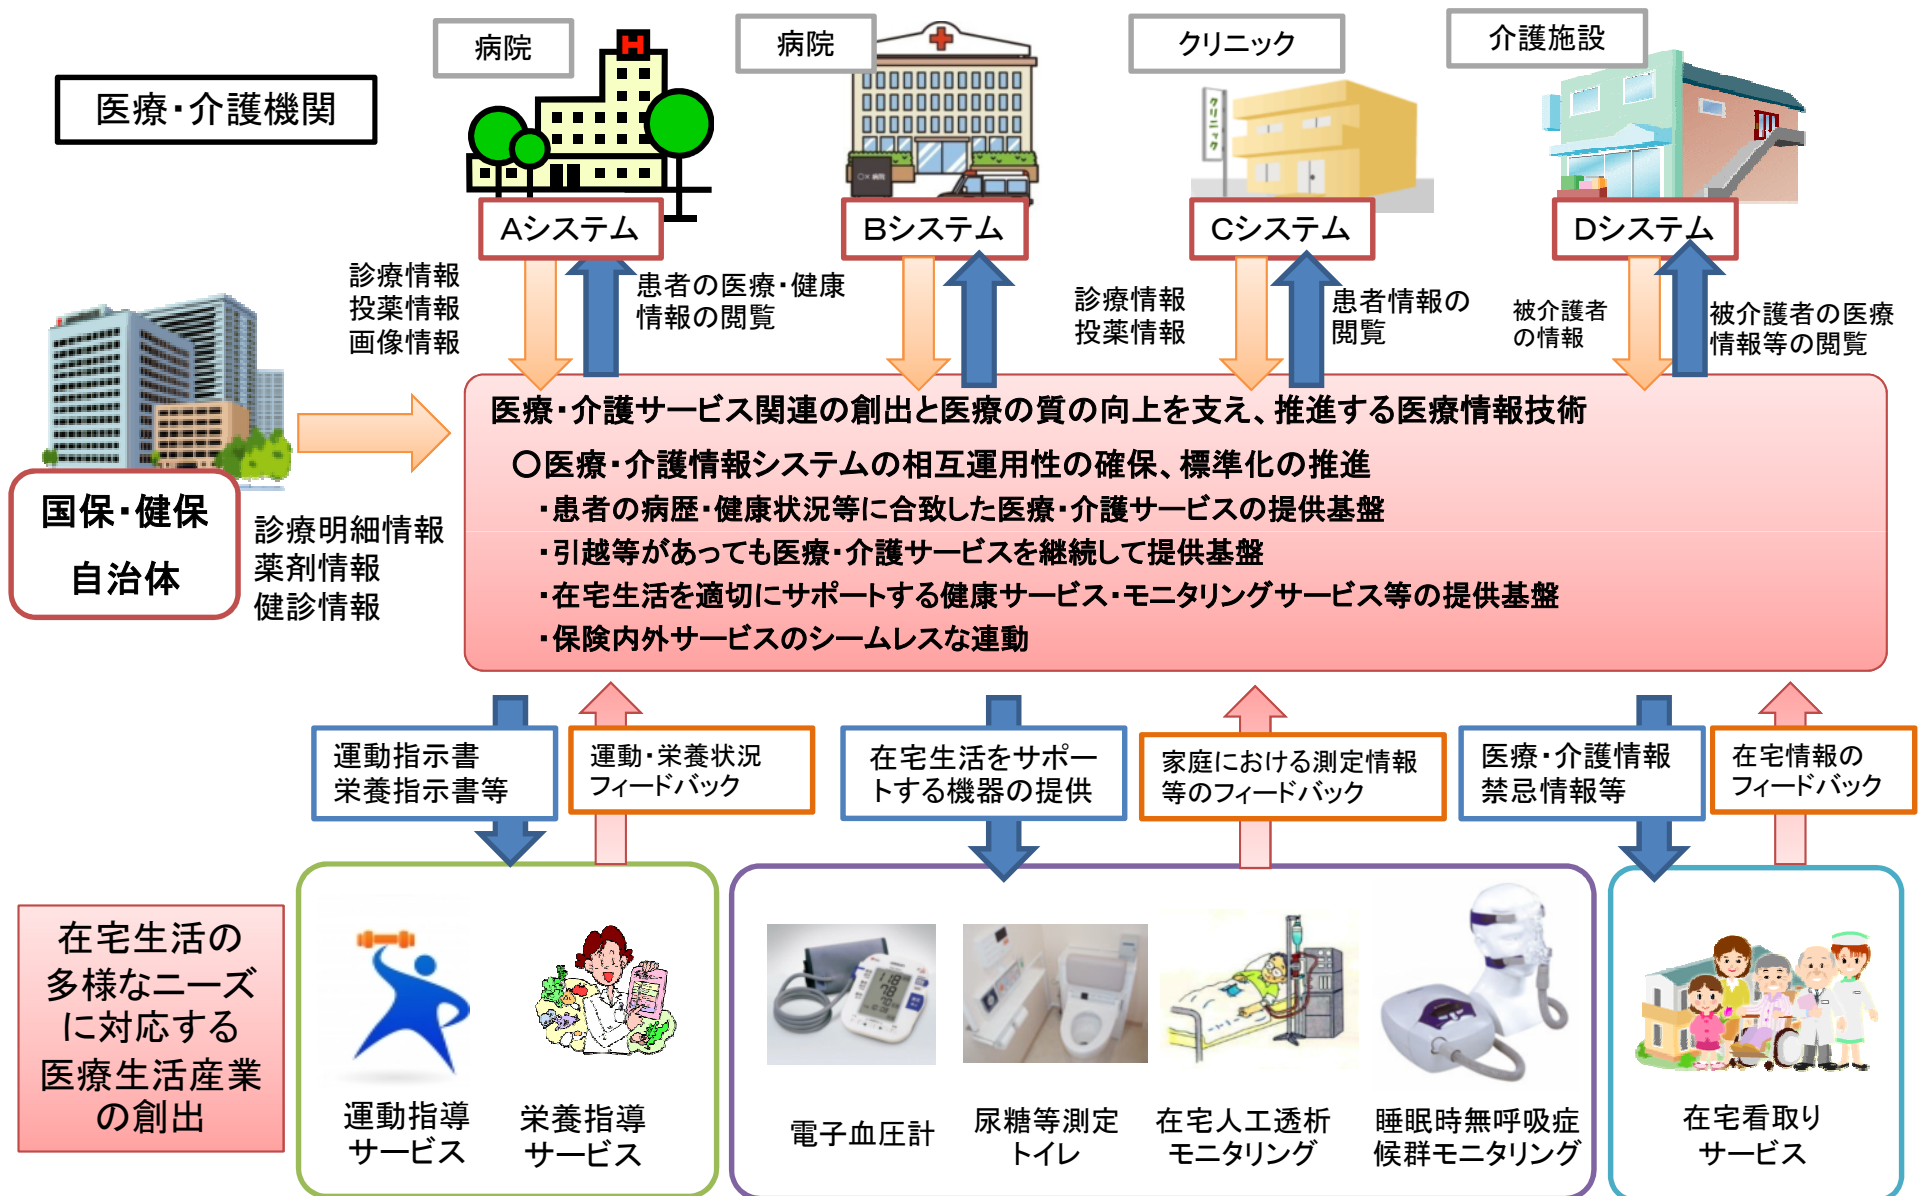 病院
病院
クリニック
介護施設
医療・介護機関
H
クリニック
〇× 病院
Aシステム
Bシステム
Cシステム
Dシステム
診療情報
投薬情報
画像情報
患者の医療・健康
情報の閲覧
診療情報
投薬情報
患者情報の
閲覧
被介護者
の情報
被介護者の医療
情報等の閲覧
国保・健保
自治体
診療明細情報
薬剤情報
健診情報
医療・介護サービス関連の創出と医療の質の向上を支え、推進する医療情報技術
〇医療・介護情報システムの相互運用性の確保、標準化の推進
・患者の病歴・健康状況等に合致した医療・介護サービスの提供基盤
・引越等があっても医療・介護サービスを継続して提供基盤
・在宅生活を適切にサポートする健康サービス・モニタリングサービス等の提供基盤
・保険内外サービスのシームレスな連動
運動指示書
栄養指示書等
運動・栄養状況
フィードバック
在宅生活をサポー
トする機器の提供
家庭における測定情報
等のフィードバック
医療・介護情報
禁忌情報等
在宅情報の
フィードバック
在宅生活の
多様なニーズ
に対応する
医療生活産業
の創出
運動指導
サービス
栄養指導
サービス
電子血圧計
尿糖等測定
トイレ
在宅人工透析
モニタリング
睡眠時無呼吸症
候群モニタリング
在宅看取り
サービス